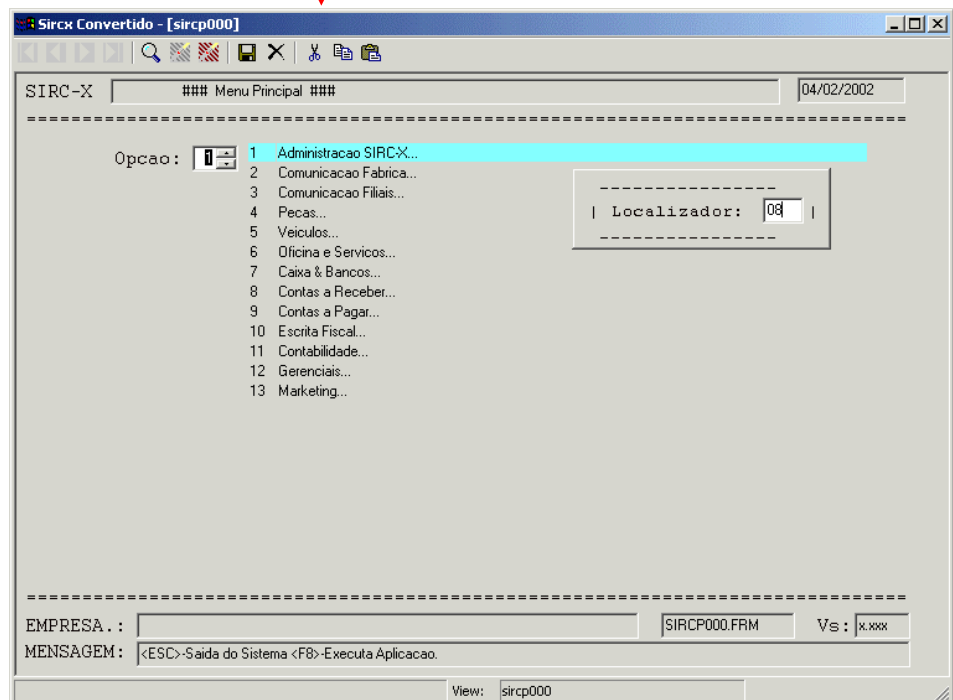 Sircx Convertido - [sircp000]
SIRC-X ### Menu Principal ### 04/02/2002
================================================================================
Opcao: 1
1 Administracao SIRC-X...
2 Comunicacao Fabrica...
3 Comunicacao Filiais...
4 Pecas...
5 Veiculos...
6 Oficina e Servicos...
7 Caixa & Bancos...
8 Contas a Receber...
9 Contas a Pagar...
10 Escrita Fiscal...
11 Contabilidade...
12 Gerenciais...
13 Marketing...
----------------
| Localizador: 08 |
----------------
================================================================================
EMPRESA.: SIRCP000.FRM Vs: x.xxx
MENSAGEM: <ESC>-Saida do Sistema <F8>-Executa Aplicacao.
View: sircp000